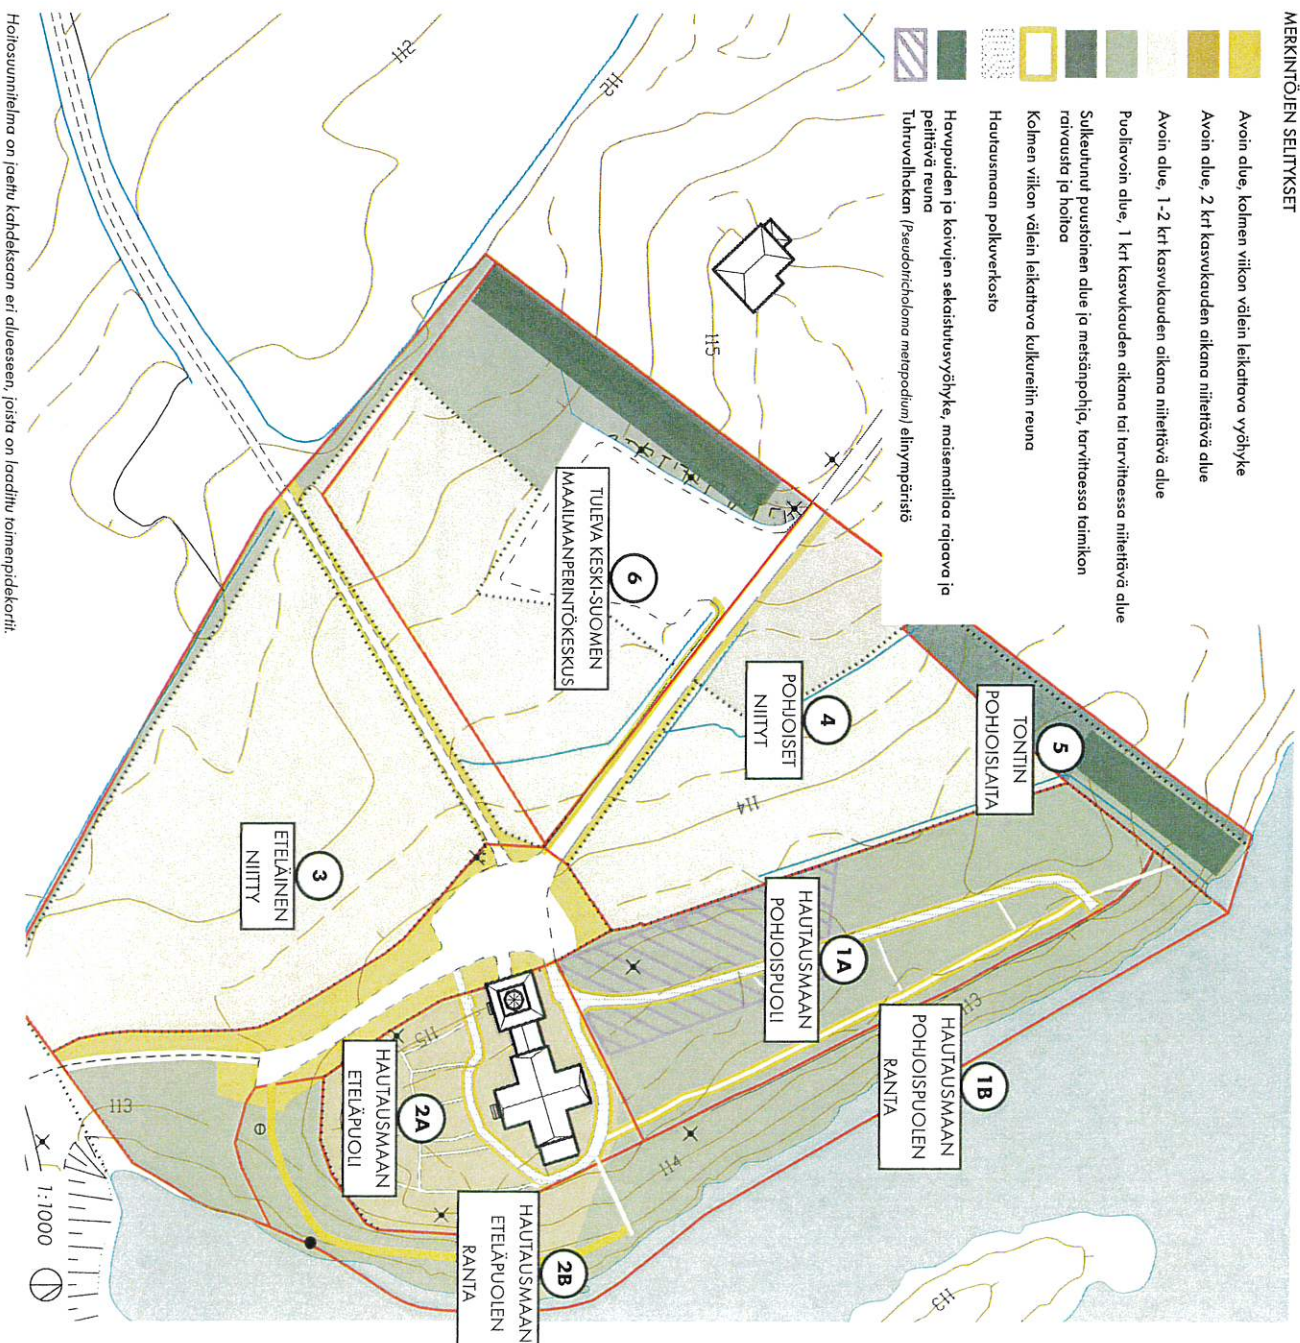 MERKINTÖJEN SELITYKSET
Avoin alue, kolmen viikon välein leikattava vyöhyke
Avoin alue, 2 krt kasvukauden aikana niitettävä alue
Avoin alue, 1-2 krt kasvukauden aikana niitettävä alue
Puoliavoin alue, 1 krt kasvukauden aikana tai tarvittaessa niitettävä alue
Sulkeutunut puustoinen alue ja metsänpohja, tarvittaessa taimikon
raivausta ja hoitoa
Kolmen viikon välein leikattava kulkureitin reuna
Hautausmaan polkuverkosto
Havupuiden ja koivujen sekaistutusvyöhyke, maisematilaa rajaava ja
peittävä reuna
Tuhruvalhakan (Pseudotricholoma metapodium) elinympäristö
5
TONTIN
POHJOISLAITA
1B
HAUTAUSMAAN
POHJOISPUOLEN
RANTA
1A
HAUTAUSMAAN
POHJOISPUOLI
4
POHJOISET
NIITYT
6
TULEVA KESKI-SUOMEN
MAAILMANPERINTÖKESKUS
2B
HAUTAUSMAAN
ETELÄPUOLEN
RANTA
2A
HAUTAUSMAAN
ETELÄPUOLI
3
ETELÄINEN
NIITTY
112
112
115
114
113
113
114
115
113
1:1000
Hoitosuunnitelma on jaettu kahdeksaan eri alueeseen, joista on laadittu toimenpidekortit.